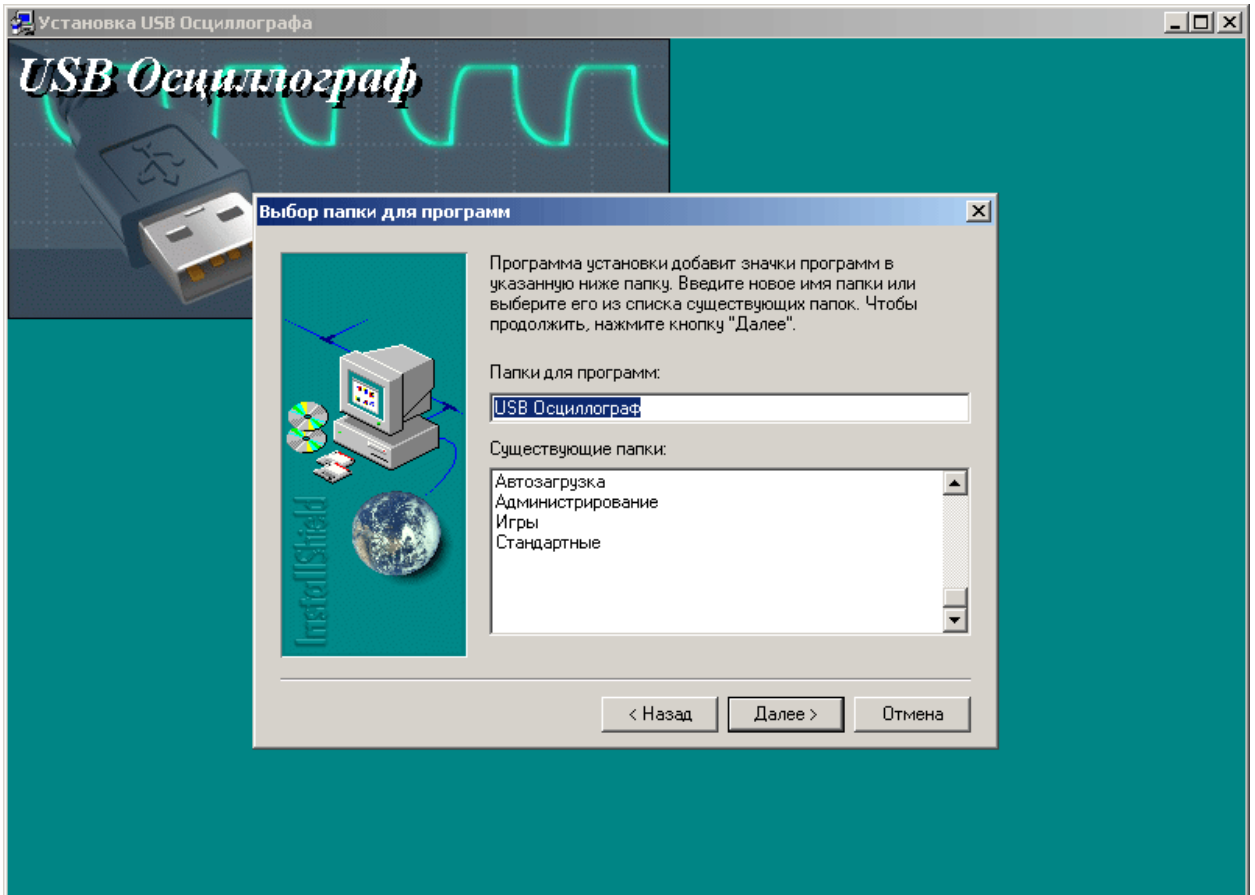 Установка USB Осциллографа
USB Осциллограф
Выбор папки для программ
Программа установки добавит значки программ в
указанную ниже папку. Введите новое имя папки или
выберите его из списка существующих папок. Чтобы
продолжить, нажмите кнопку "Далее".
Папки для программ:
USB Осциллограф
Существующие папки:
Автозагрузка
Администрирование
Игры
Стандартные
InstallShield
< Назад
Далее >
Отмена